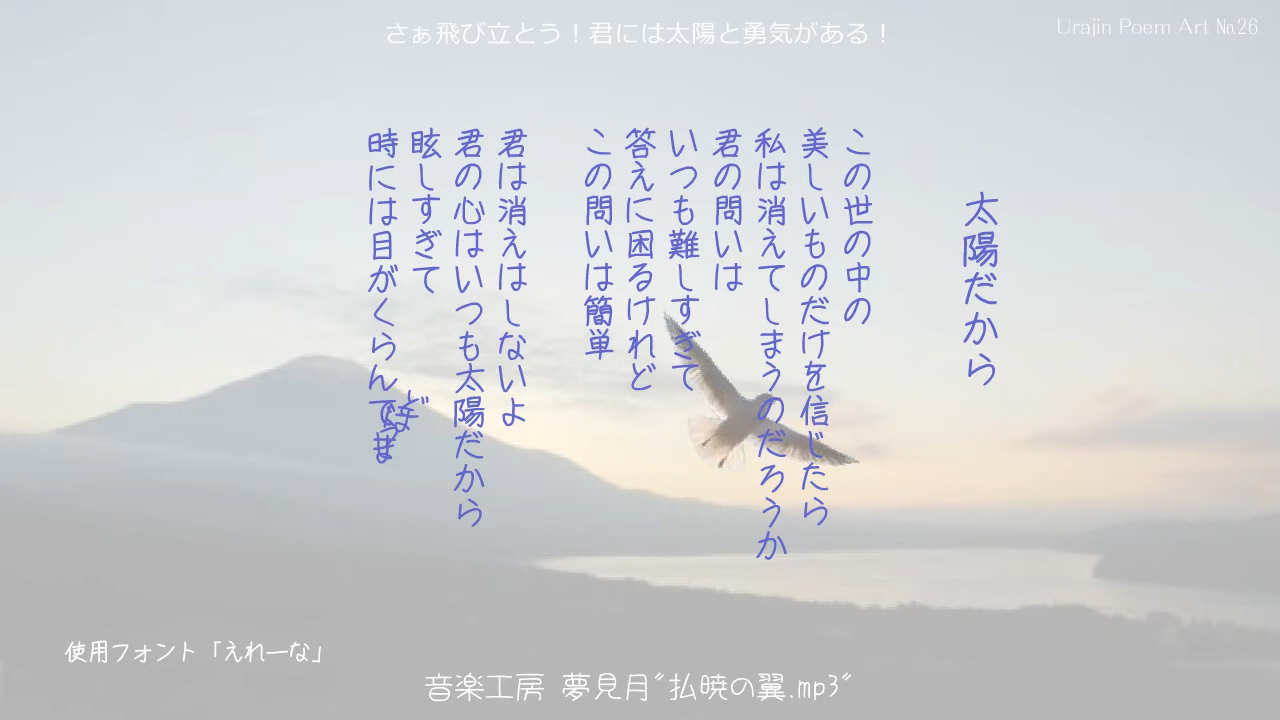 さぁ飛び立とう！君には太陽と勇気がある！
Urajin Poem Art №26
太陽だから
この世の中の
美しいものだけを信じたら
私は消えてしまうのだろうか
君の問いは
いつも難しすぎて
答えに困るけれど
この問いは簡単
君は消えはしないよ
君の心はいつも太陽だから
眩しすぎて
時には目がくらんで
使用フォント「えれーな」
音楽工房 夢見月〞払暁の翼.mp3〞